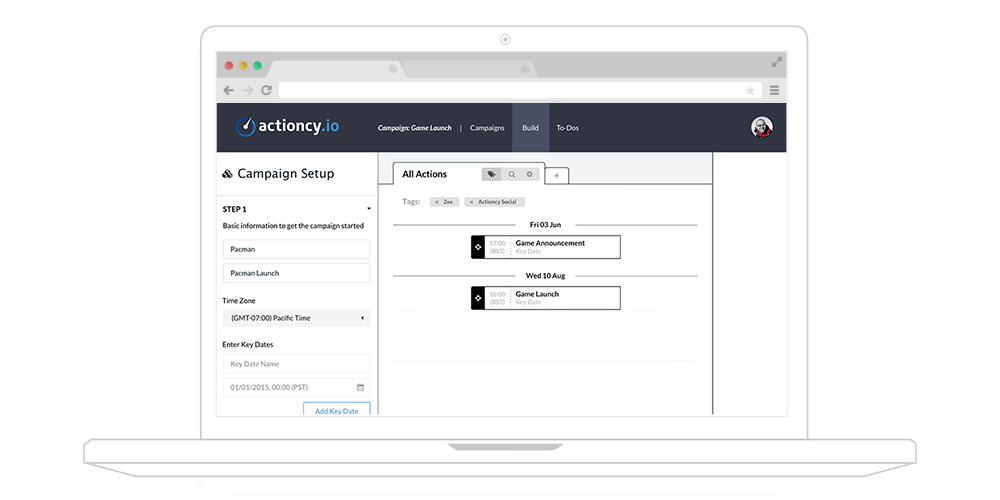 actioncy.io
Campaign: Game Launch | Campaigns Build To-Dos
Campaign Setup
STEP 1
Basic information to get the campaign started
Pacman
Pacman Launch
Time Zone
(GMT-07:00) Pacific Time
Enter Key Dates
Key Date Name
01/01/2015, 00:00 (PST)
Add Key Date
All Actions +
Tags: × Zoe × Actioncy Social
Fri 03 Jun
17:00 Game Announcement
(BST) Key Date
Wed 10 Aug
10:00 Game Launch
(BST) Key Date